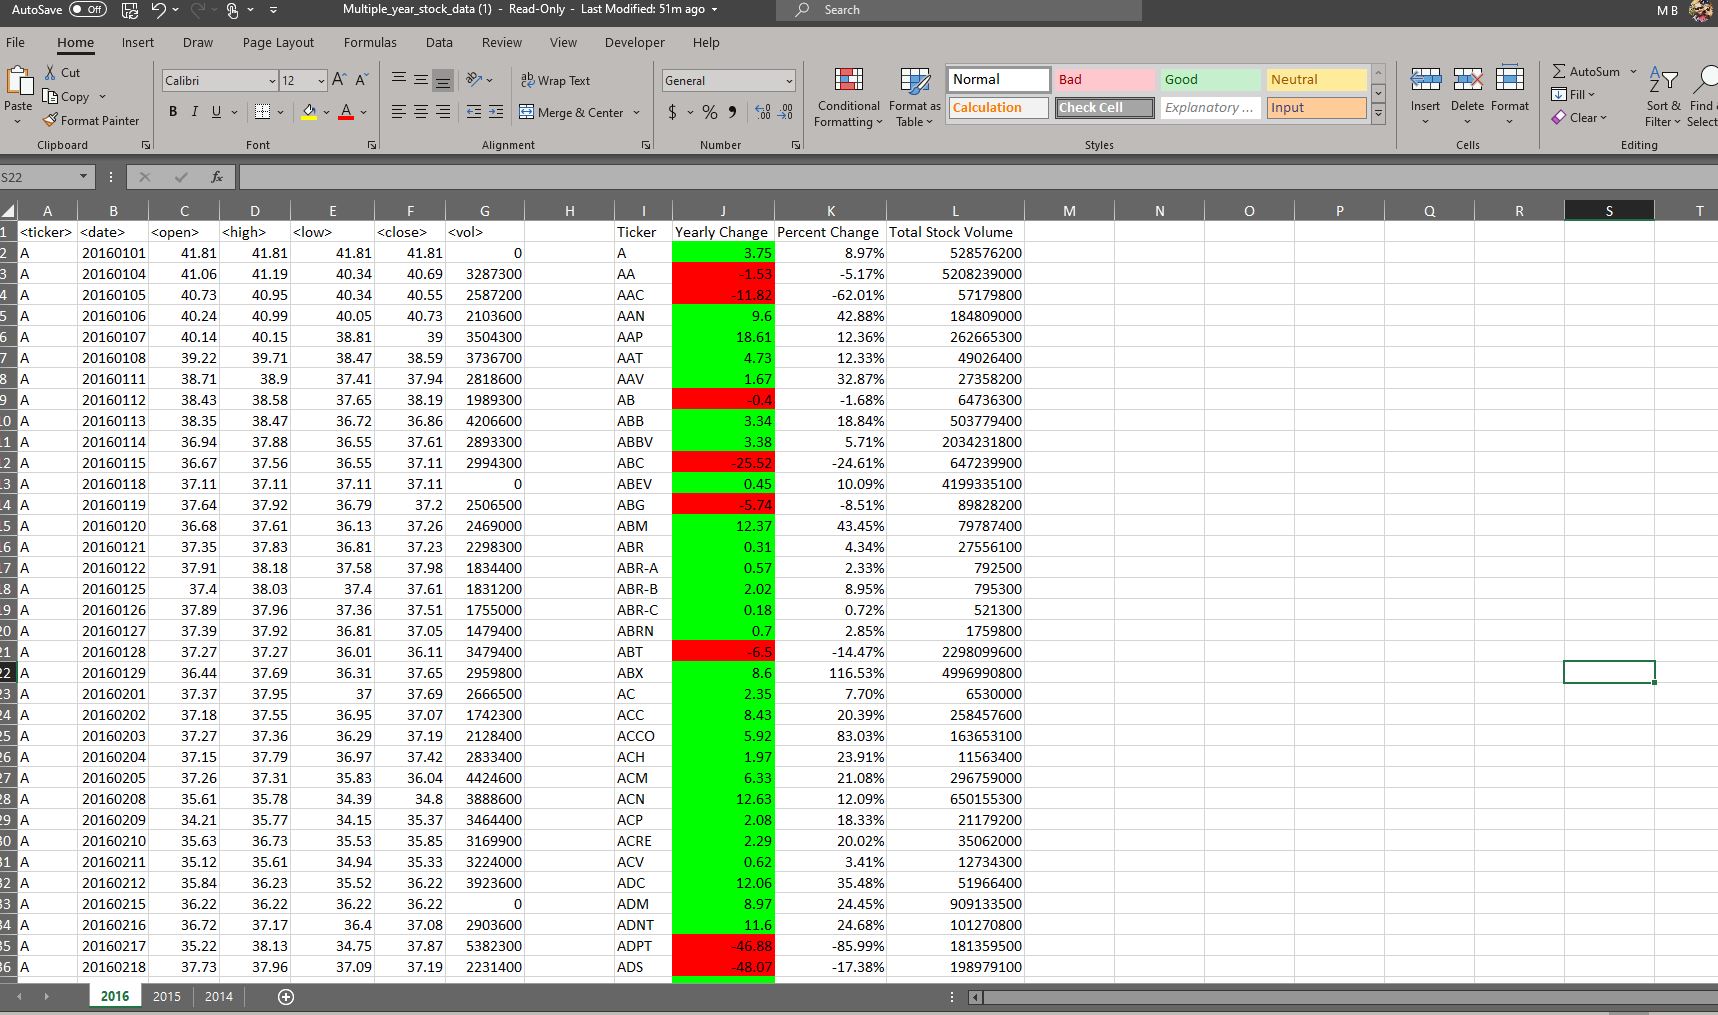 AutoSave Off Multiple_year_stock_data (1) - Read-Only - Last Modified: 51m ago Search M B
File Home Insert Draw Page Layout Formulas Data Review View Developer Help
Paste Cut Copy Format Painter
Clipboard
Calibri 12 A A
B I U A
Font
ab Wrap Text
Merge & Center
Alignment
General
$ % 9 .00
Number
Conditional Formatting
Format as Table
Normal Bad Good Neutral
Calculation Check Cell Explanatory ... Input
Styles
Insert Delete Format
Cells
AutoSum
Fill
Clear
Sort & Filter
Find Select
Editing
S22 fx
A B C D E F G H I J K L M N O P Q R S T
1 <ticker> <date> <open> <high> <low> <close> <vol> Ticker Yearly Change Percent Change Total Stock Volume
2 A 20160101 41.81 41.81 41.81 41.81 0 A 3.75 8.97% 528576200
3 A 20160104 41.06 41.19 40.34 40.69 3287300 AA -1.53 -5.17% 5208239000
4 A 20160105 40.73 40.95 40.34 40.55 2587200 AAC -11.82 -62.01% 57179800
5 A 20160106 40.24 40.99 40.05 40.73 2103600 AAN 9.6 42.88% 184809000
6 A 20160107 40.14 40.15 38.81 39 3504300 AAP 18.61 12.36% 262665300
7 A 20160108 39.22 39.71 38.47 38.59 3736700 AAT 4.73 12.33% 49026400
8 A 20160111 38.71 38.9 37.41 37.94 2818600 AAV 1.67 32.87% 27358200
9 A 20160112 38.43 38.58 37.65 38.19 1989300 AB -0.4 -1.68% 64736300
10 A 20160113 38.35 38.47 36.72 36.86 4206600 ABB 3.34 18.84% 503779400
11 A 20160114 36.94 37.88 36.55 37.61 2893300 ABBV 3.38 5.71% 2034231800
12 A 20160115 36.67 37.56 36.55 37.11 2994300 ABC -25.52 -24.61% 647239900
13 A 20160118 37.11 37.11 37.11 37.11 0 ABEV 0.45 10.09% 4199335100
14 A 20160119 37.64 37.92 36.79 37.2 2506500 ABG -5.74 -8.51% 89828200
15 A 20160120 36.68 37.61 36.13 37.26 2469000 ABM 12.37 43.45% 79787400
16 A 20160121 37.35 37.83 36.81 37.23 2298300 ABR 0.31 4.34% 27556100
17 A 20160122 37.91 38.18 37.58 37.98 1834400 ABR-A 0.57 2.33% 792500
18 A 20160125 37.4 38.03 37.4 37.61 1831200 ABR-B 2.02 8.95% 795300
19 A 20160126 37.89 37.96 37.36 37.51 1755000 ABR-C 0.18 0.72% 521300
20 A 20160127 37.39 37.92 36.81 37.05 1479400 ABRN 0.7 2.85% 1759800
21 A 20160128 37.27 37.27 36.01 36.11 3479400 ABT -6.5 -14.47% 2298099600
22 A 20160129 36.44 37.69 36.31 37.65 2959800 ABX 8.6 116.53% 4996990800
23 A 20160201 37.37 37.95 37 37.69 2666500 AC 2.35 7.70% 6530000
24 A 20160202 37.18 37.55 36.95 37.07 1742300 ACC 8.43 20.39% 258457600
25 A 20160203 37.27 37.36 36.29 37.19 2128400 ACCO 5.92 83.03% 163653100
26 A 20160204 37.15 37.79 36.97 37.42 2833400 ACH 1.97 23.91% 11563400
27 A 20160205 37.26 37.31 35.83 36.04 4424600 ACM 6.33 21.08% 296759000
28 A 20160208 35.61 35.78 34.39 34.8 3888600 ACN 12.63 12.09% 650155300
29 A 20160209 34.21 35.77 34.15 35.37 3464400 ACP 2.08 18.33% 21179200
30 A 20160210 35.63 36.73 35.53 35.85 3169900 ACRE 2.29 20.02% 35062000
31 A 20160211 35.12 35.61 34.94 35.33 3224000 ACV 0.62 3.41% 12734300
32 A 20160212 35.84 36.23 35.52 36.22 3923600 ADC 12.06 35.48% 51966400
33 A 20160215 36.22 36.22 36.22 36.22 0 ADM 8.97 24.45% 909133500
34 A 20160216 36.72 37.17 36.4 37.08 2903600 ADNT 11.6 24.68% 101270800
35 A 20160217 35.22 38.13 34.75 37.87 5382300 ADPT -46.88 -85.99% 181359500
36 A 20160218 37.73 37.96 37.09 37.19 2231400 ADS -48.07 -17.38% 198979100
2016 2015 2014